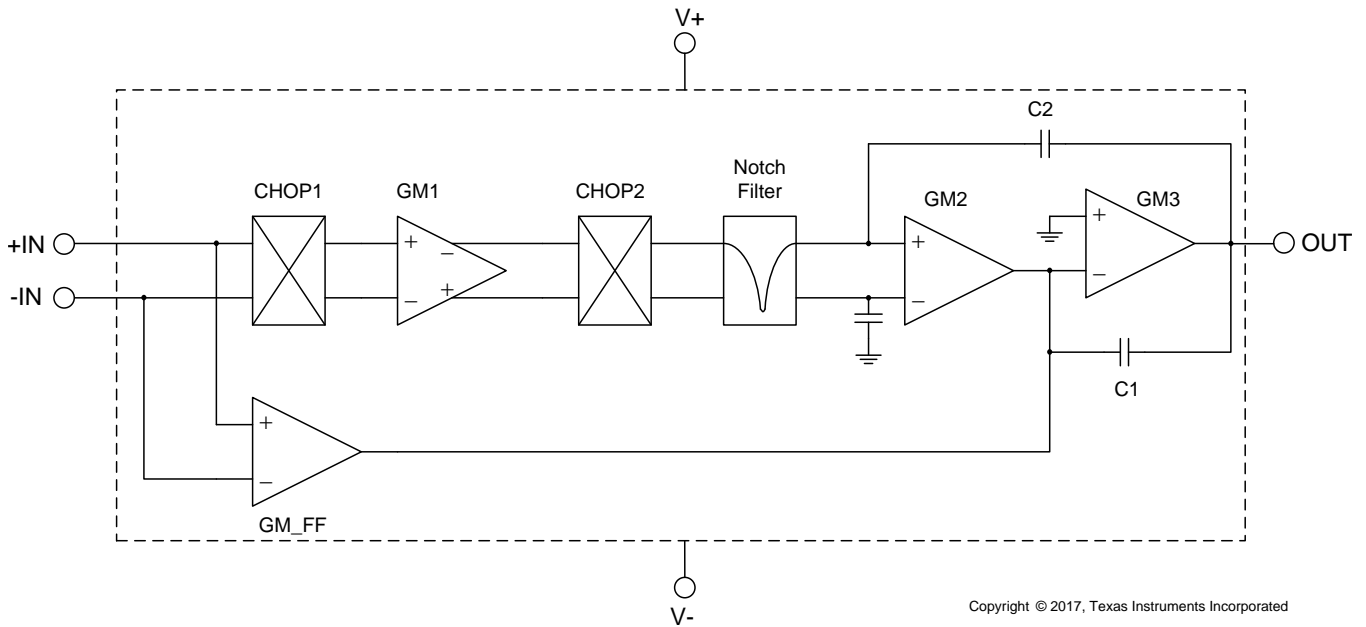 V+
C2
Notch
Filter
CHOP1
GM1
CHOP2
GM2
GM3
+
−
+
−
+
−
+
−
+IN
-IN
OUT
C1
+
−
GM_FF
V-
Copyright © 2017, Texas Instruments Incorporated